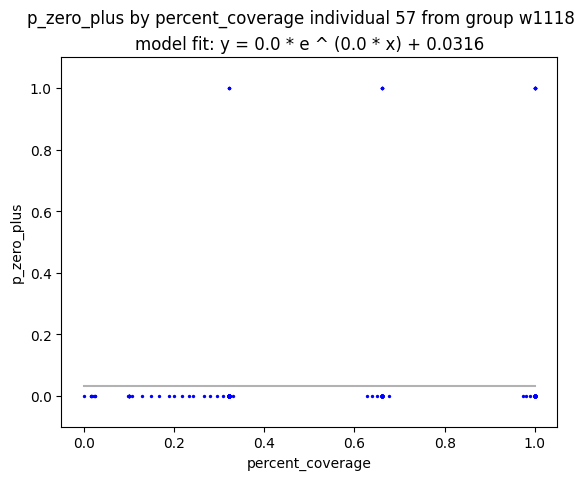 p_zero_plus by percent_coverage individual 57 from group w1118
model fit: y = 0.0 * e ^ (0.0 * x) + 0.0316
1.0
0.8
0.6
0.4
0.2
0.0
p_zero_plus
0.0 0.2 0.4 0.6 0.8 1.0
percent_coverage